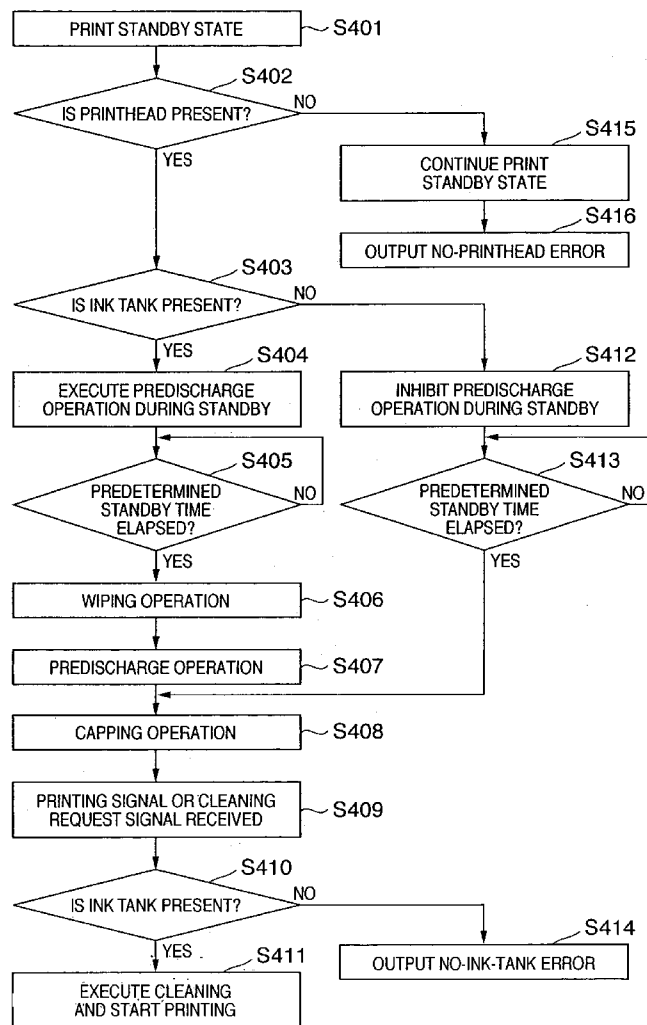 PRINT STANDBY STATE
S401
S402
IS PRINTHEAD PRESENT?
NO
YES
S415
CONTINUE PRINT
STANDBY STATE
S416
OUTPUT NO-PRINTHEAD ERROR
S403
IS INK TANK PRESENT?
NO
YES
S404
EXECUTE PREDISCHARGE
OPERATION DURING STANDBY
S412
INHIBIT PREDISCHARGE
OPERATION DURING STANDBY
S405
PREDETERMINED
STANDBY TIME
ELAPSED?
NO
YES
S413
PREDETERMINED
STANDBY TIME
ELAPSED?
NO
YES
WIPING OPERATION
S406
PREDISCHARGE OPERATION
S407
CAPPING OPERATION
S408
PRINTING SIGNAL OR CLEANING
REQUEST SIGNAL RECEIVED
S409
S410
IS INK TANK PRESENT?
NO
YES
S414
OUTPUT NO-INK-TANK ERROR
S411
EXECUTE CLEANING
AND START PRINTING